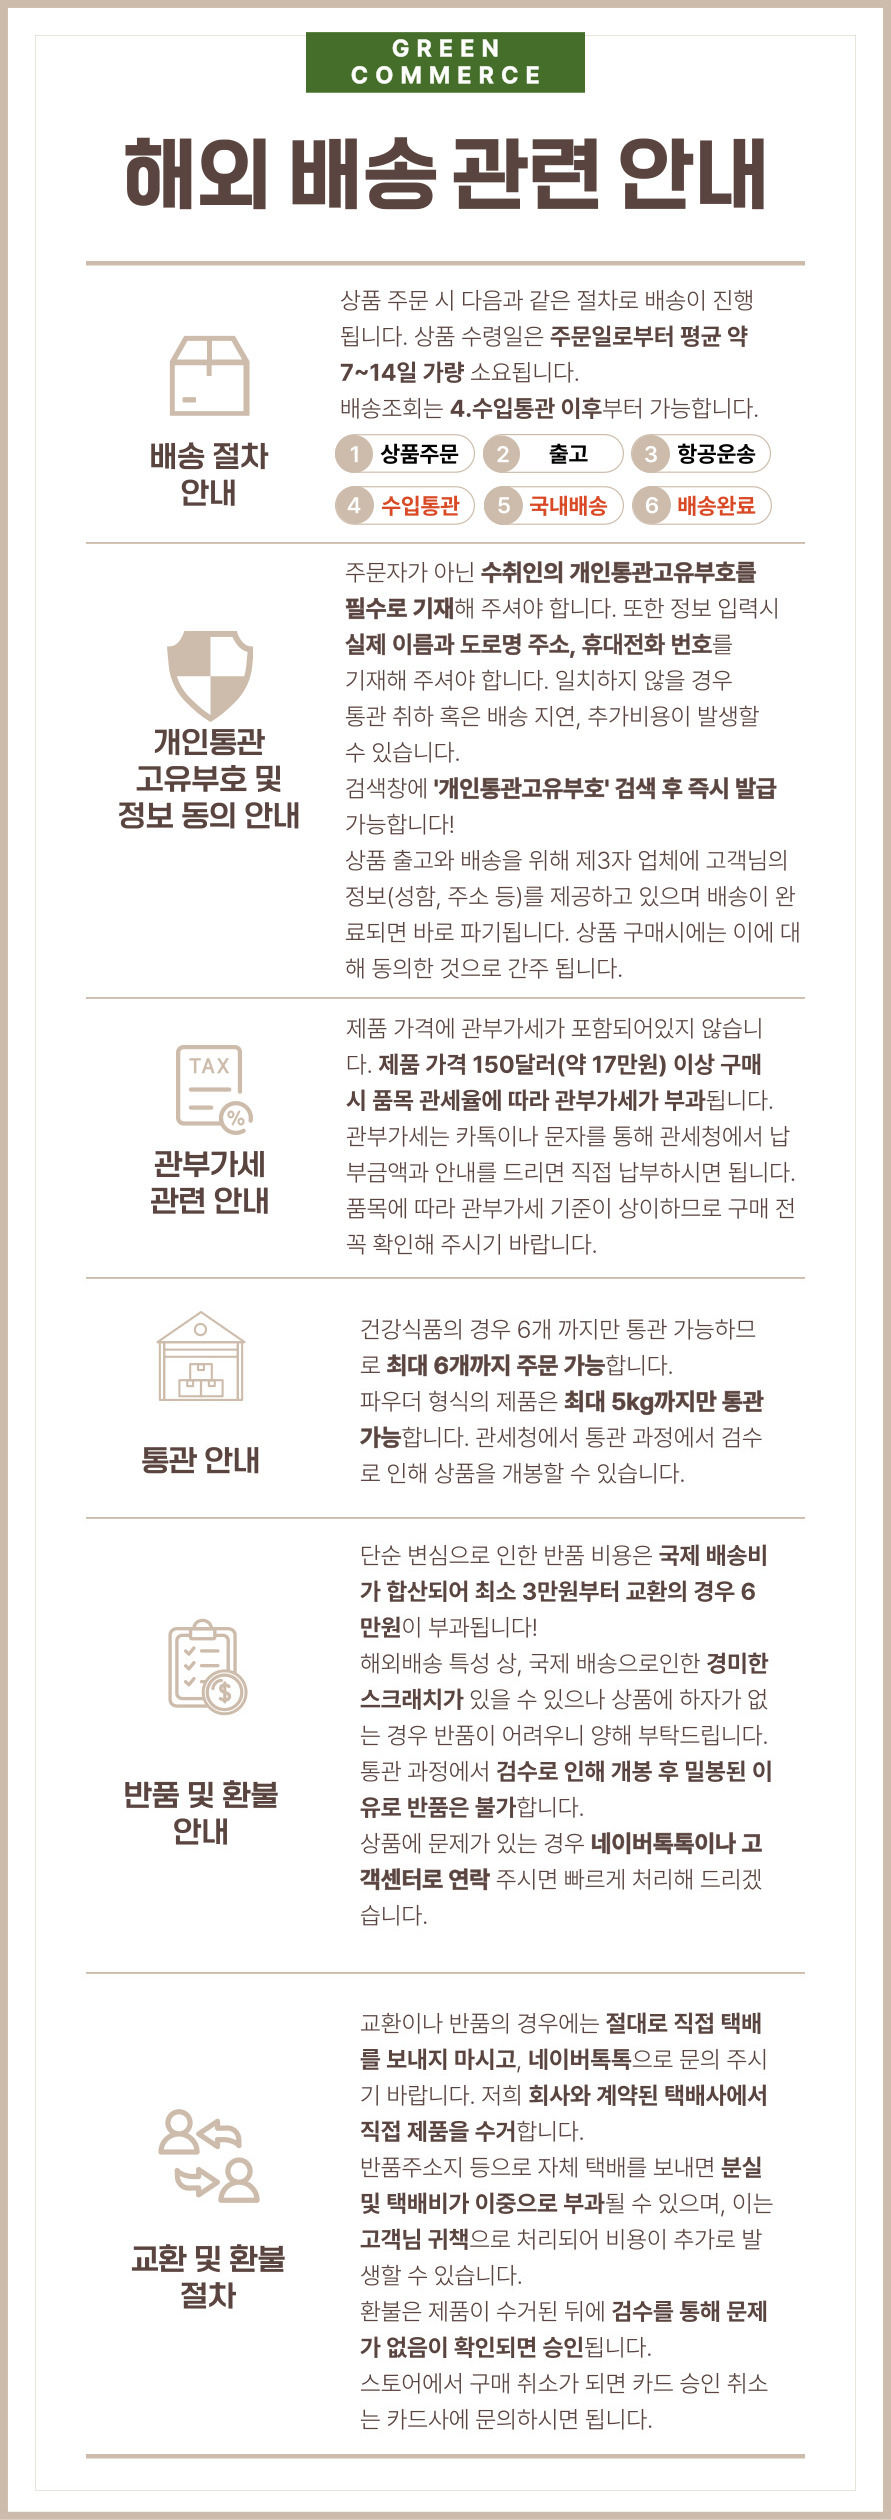 GREEN
COMMERCE
해외 배송 관련 안내
배송 절차
안내
상품 주문 시 다음과 같은 절차로 배송이 진행
됩니다. 상품 수령일은 주문일로부터 평균 약
7~14일 가량 소요됩니다.
배송조회는 4.수입통관 이후부터 가능합니다.
1 상품주문 2 출고 3 항공운송
4 수입통관 5 국내배송 6 배송완료
개인통관
고유부호 및
정보 동의 안내
주문자가 아닌 수취인의 개인통관고유부호를
필수로 기재해 주셔야 합니다. 또한 정보 입력시
실제 이름과 도로명 주소, 휴대전화 번호를
기재해 주셔야 합니다. 일치하지 않을 경우
통관 취하 혹은 배송 지연, 추가비용이 발생할
수 있습니다.
검색창에 '개인통관고유부호' 검색 후 즉시 발급
가능합니다!
상품 출고와 배송을 위해 제3자 업체에 고객님의
정보(성함, 주소 등)를 제공하고 있으며 배송이 완
료되면 바로 파기됩니다. 상품 구매시에는 이에 대
해 동의한 것으로 간주 됩니다.
TAX
%
관부가세
관련 안내
제품 가격에 관부가세가 포함되어있지 않습니
다. 제품 가격 150달러(약 17만원) 이상 구매
시 품목 관세율에 따라 관부가세가 부과됩니다.
관부가세는 카톡이나 문자를 통해 관세청에서 납
부금액과 안내를 드리면 직접 납부하시면 됩니다.
품목에 따라 관부가세 기준이 상이하므로 구매 전
꼭 확인해 주시기 바랍니다.
통관 안내
건강식품의 경우 6개 까지만 통관 가능하므
로 최대 6개까지 주문 가능합니다.
파우더 형식의 제품은 최대 5kg까지만 통관
가능합니다. 관세청에서 통관 과정에서 검수
로 인해 상품을 개봉할 수 있습니다.
$
반품 및 환불
안내
단순 변심으로 인한 반품 비용은 국제 배송비
가 합산되어 최소 3만원부터 교환의 경우 6
만원이 부과됩니다!
해외배송 특성 상, 국제 배송으로인한 경미한
스크래치가 있을 수 있으나 상품에 하자가 없
는 경우 반품이 어려우니 양해 부탁드립니다.
통관 과정에서 검수로 인해 개봉 후 밀봉된 이
유로 반품은 불가합니다.
상품에 문제가 있는 경우 네이버톡톡이나 고
객센터로 연락 주시면 빠르게 처리해 드리겠
습니다.
교환 및 환불
절차
교환이나 반품의 경우에는 절대로 직접 택배
를 보내지 마시고, 네이버톡톡으로 문의 주시
기 바랍니다. 저희 회사와 계약된 택배사에서
직접 제품을 수거합니다.
반품주소지 등으로 자체 택배를 보내면 분실
및 택배비가 이중으로 부과될 수 있으며, 이는
고객님 귀책으로 처리되어 비용이 추가로 발
생할 수 있습니다.
환불은 제품이 수거된 뒤에 검수를 통해 문제
가 없음이 확인되면 승인됩니다.
스토어에서 구매 취소가 되면 카드 승인 취소
는 카드사에 문의하시면 됩니다.